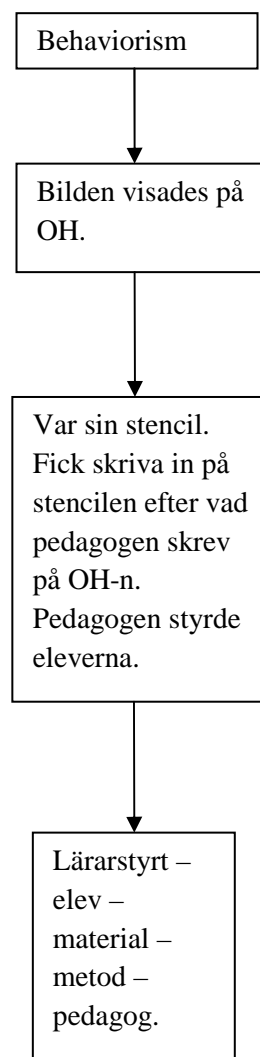 Behaviorism
Bilden visades på
OH.
Var sin stencil.
Fick skriva in på
stencilen efter vad
pedagogen skrev
på OH-n.
Pedagogen styrde
eleverna.
Lärarstyrt –
elev –
material –
metod –
pedagog.